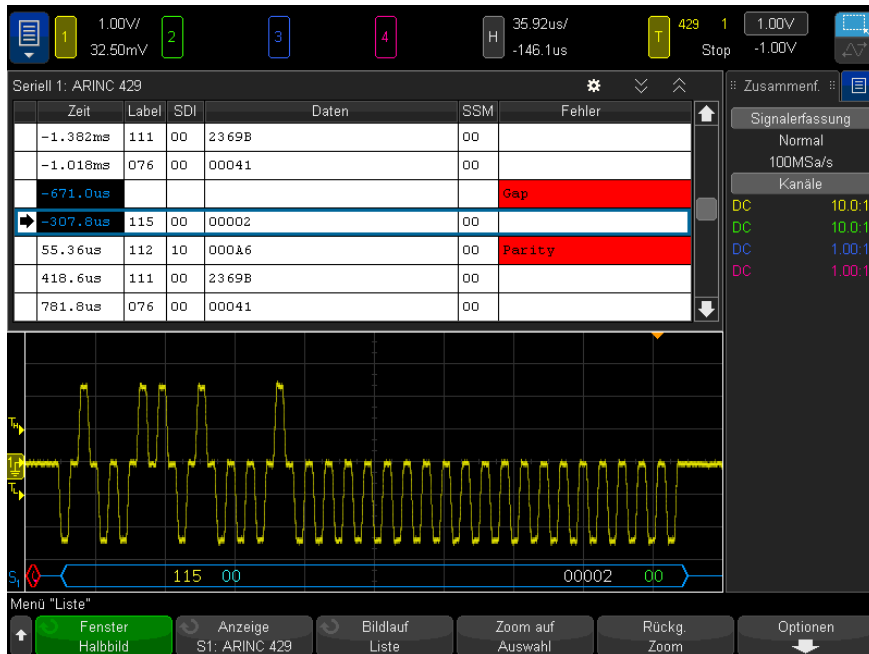 1 1.00V/ 2 3 4 H 35.92us/ T 429 1 1.00V
32.50mV -146.1us Stop -1.00V
Seriell 1: ARINC 429
Zeit Label SDI Daten SSM Fehler
-1.382ms 111 00 2369B 00
-1.018ms 076 00 00041 00
-671.0us Gap
-307.8us 115 00 00002 00
55.36us 112 10 000A6 00 Parity
418.6us 111 00 2369B 00
781.8us 076 00 00041 00
Zusammenf.
Signalerfassung
Normal
100MSa/s
Kanäle
DC 10.0:1
DC 10.0:1
DC 1.00:1
DC 1.00:1
TH
1
TL
S1 115 00 00002 00
Menü "Liste"
Fenster Anzeige Bildlauf Zoom auf Rückg. Optionen
Halbbild S1: ARINC 429 Liste Auswahl Zoom